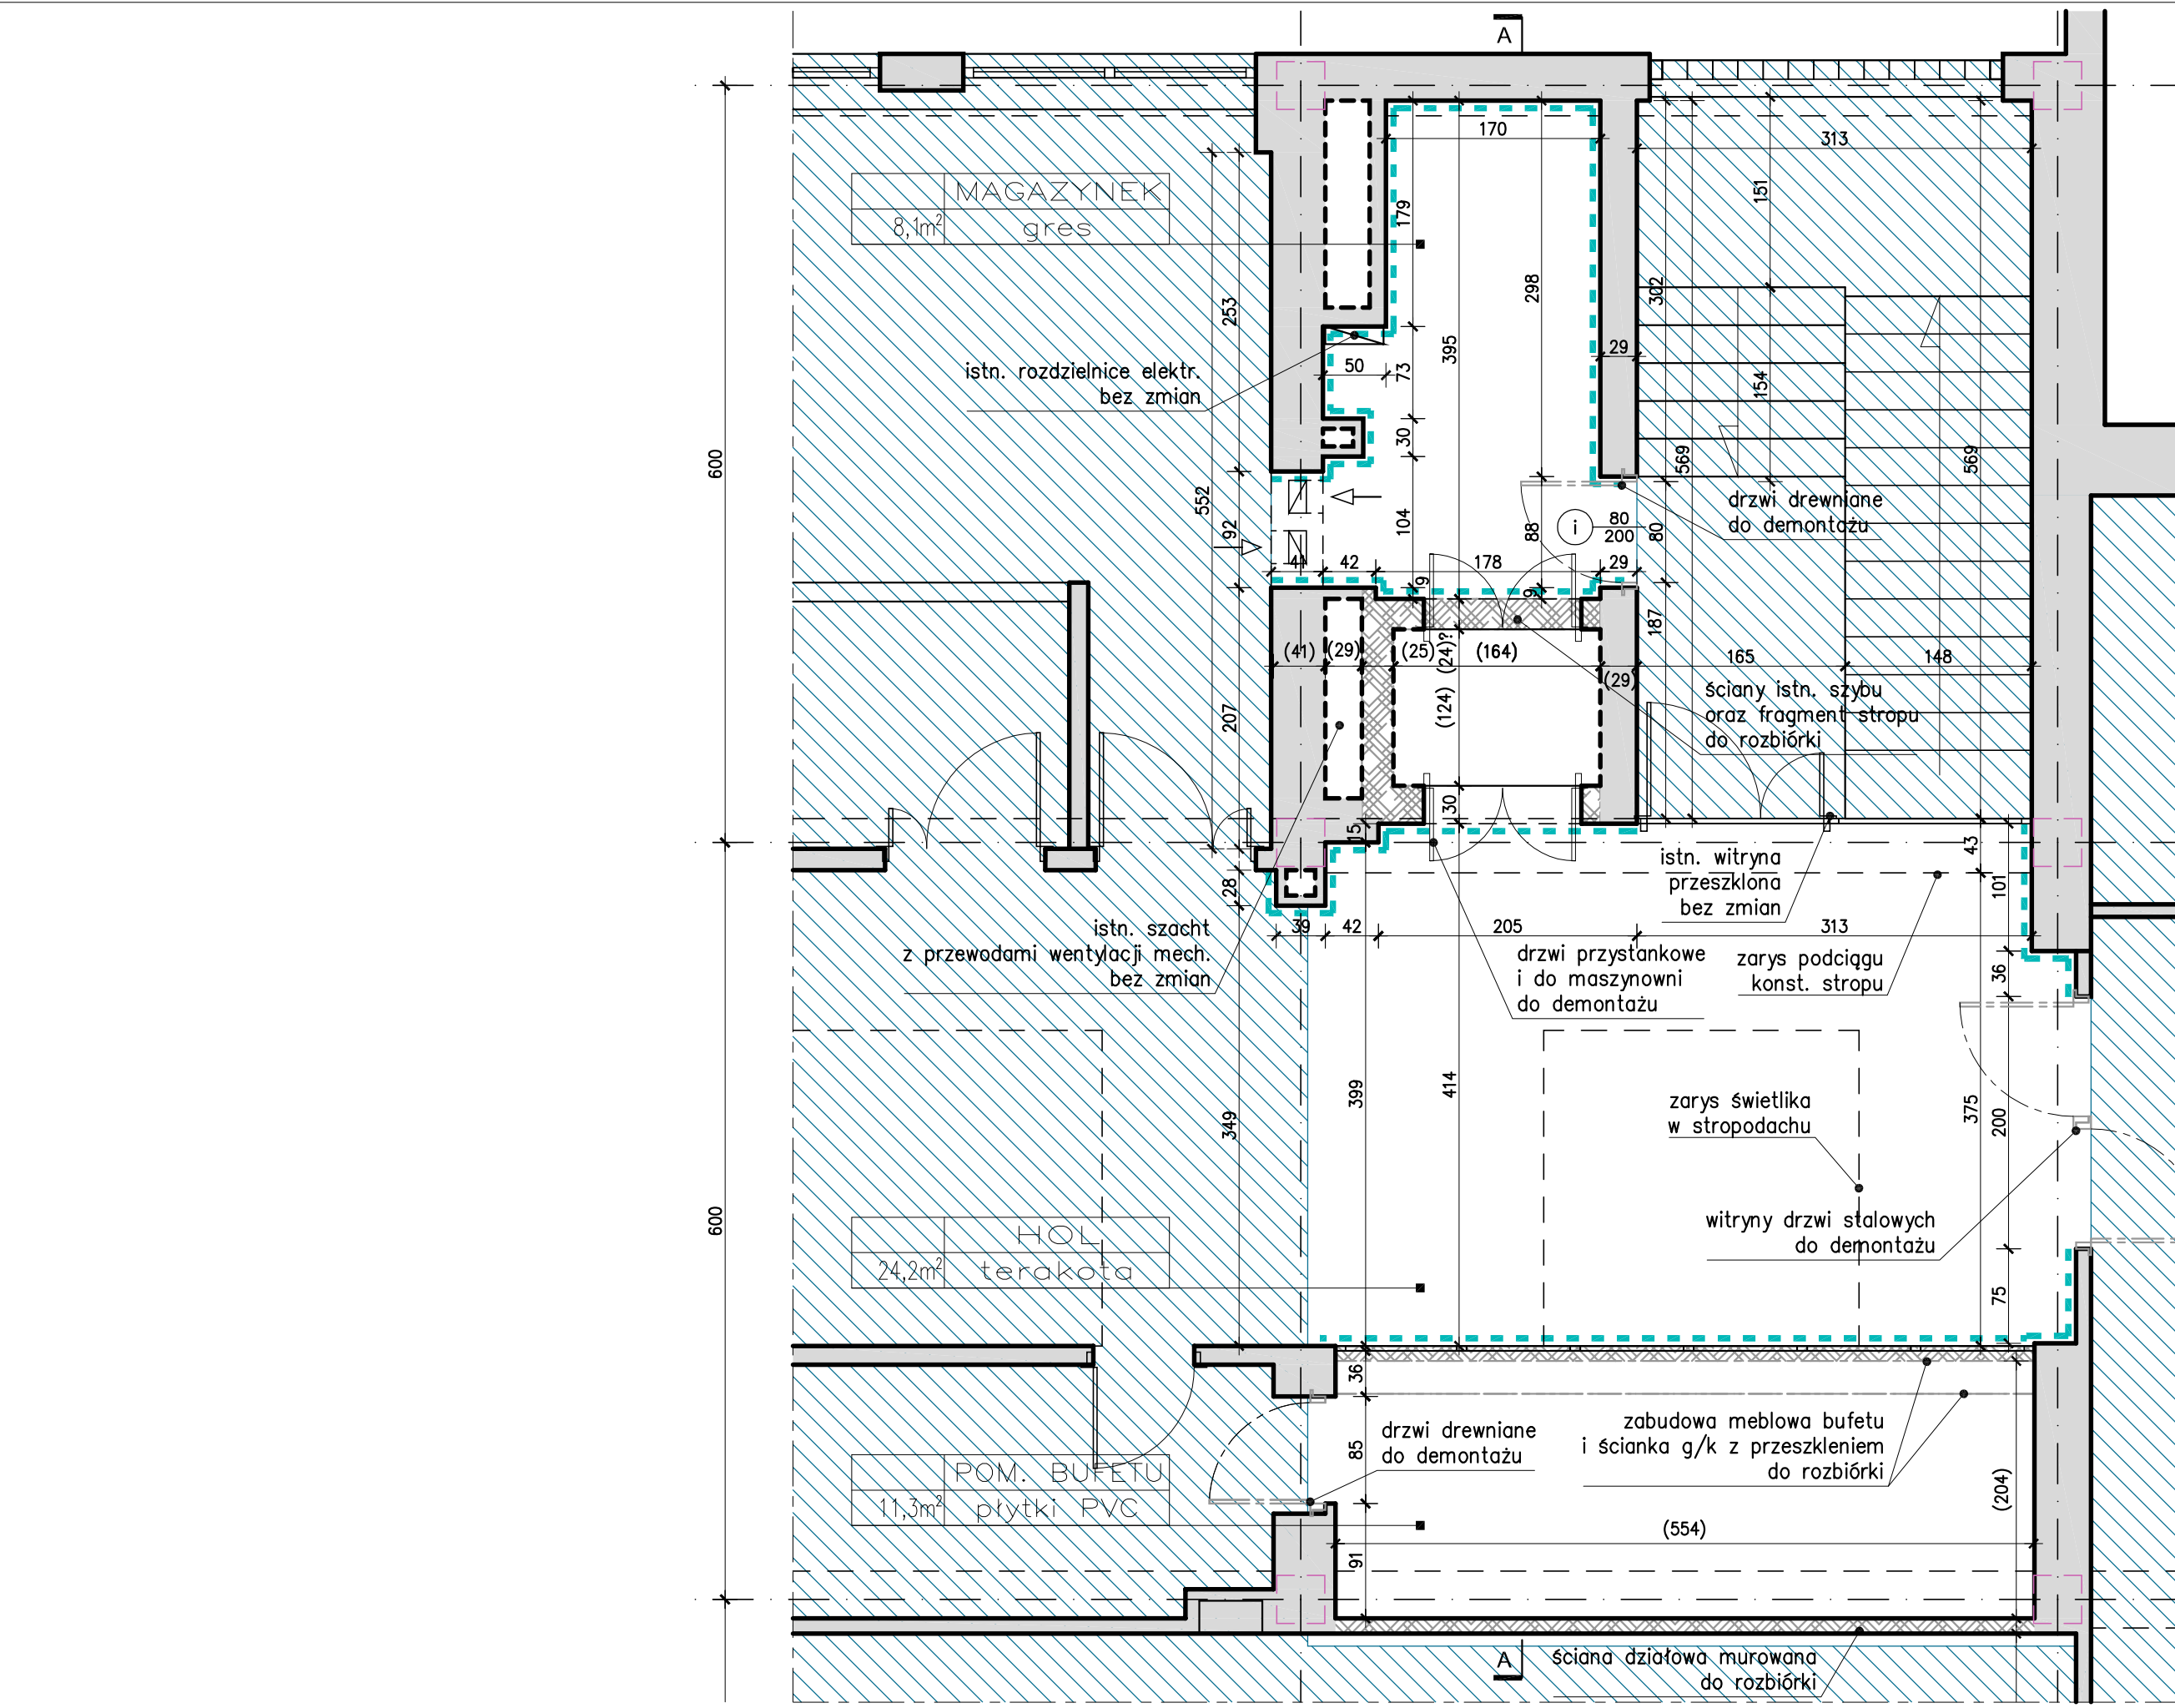 A
170
313
151
MAGAZYNEK
8,1m²
gres
179
253
298
302
395
istn. rozdzielnice elektr.
bez zmian
50
73
29
154
30
600
552
569
569
drzwi drewniane
do demontażu
92
104
88
i
80
200
80
41
42
178
29
9
9
187
(41)
(29)
(25)
(24)?
(164)
(29)
165
148
207
(124)
ściany istn. szybu
oraz fragment stropu
do rozbiórki
30
15
43
istn. witryna
przeszklona
bez zmian
28
101
istn. szacht
z przewodami wentylacji mech.
bez zmian
39
42
205
313
drzwi przystankowe
i do maszynowni
do demontażu
zarys podciągu
konst. stropu
36
399
414
349
zarys świetlika
w stropodachu
375
200
600
HOL
24,2m²
terakota
witryny drzwi stalowych
do demontażu
75
36
drzwi drewniane
do demontażu
85
zabudowa meblowa bufetu
i ścianka g/k z przeszkleniem
do rozbiórki
POM. BUFETU
11,3m²
płytki PVC
(204)
(554)
91
A
ściana działowa murowana
do rozbiórki